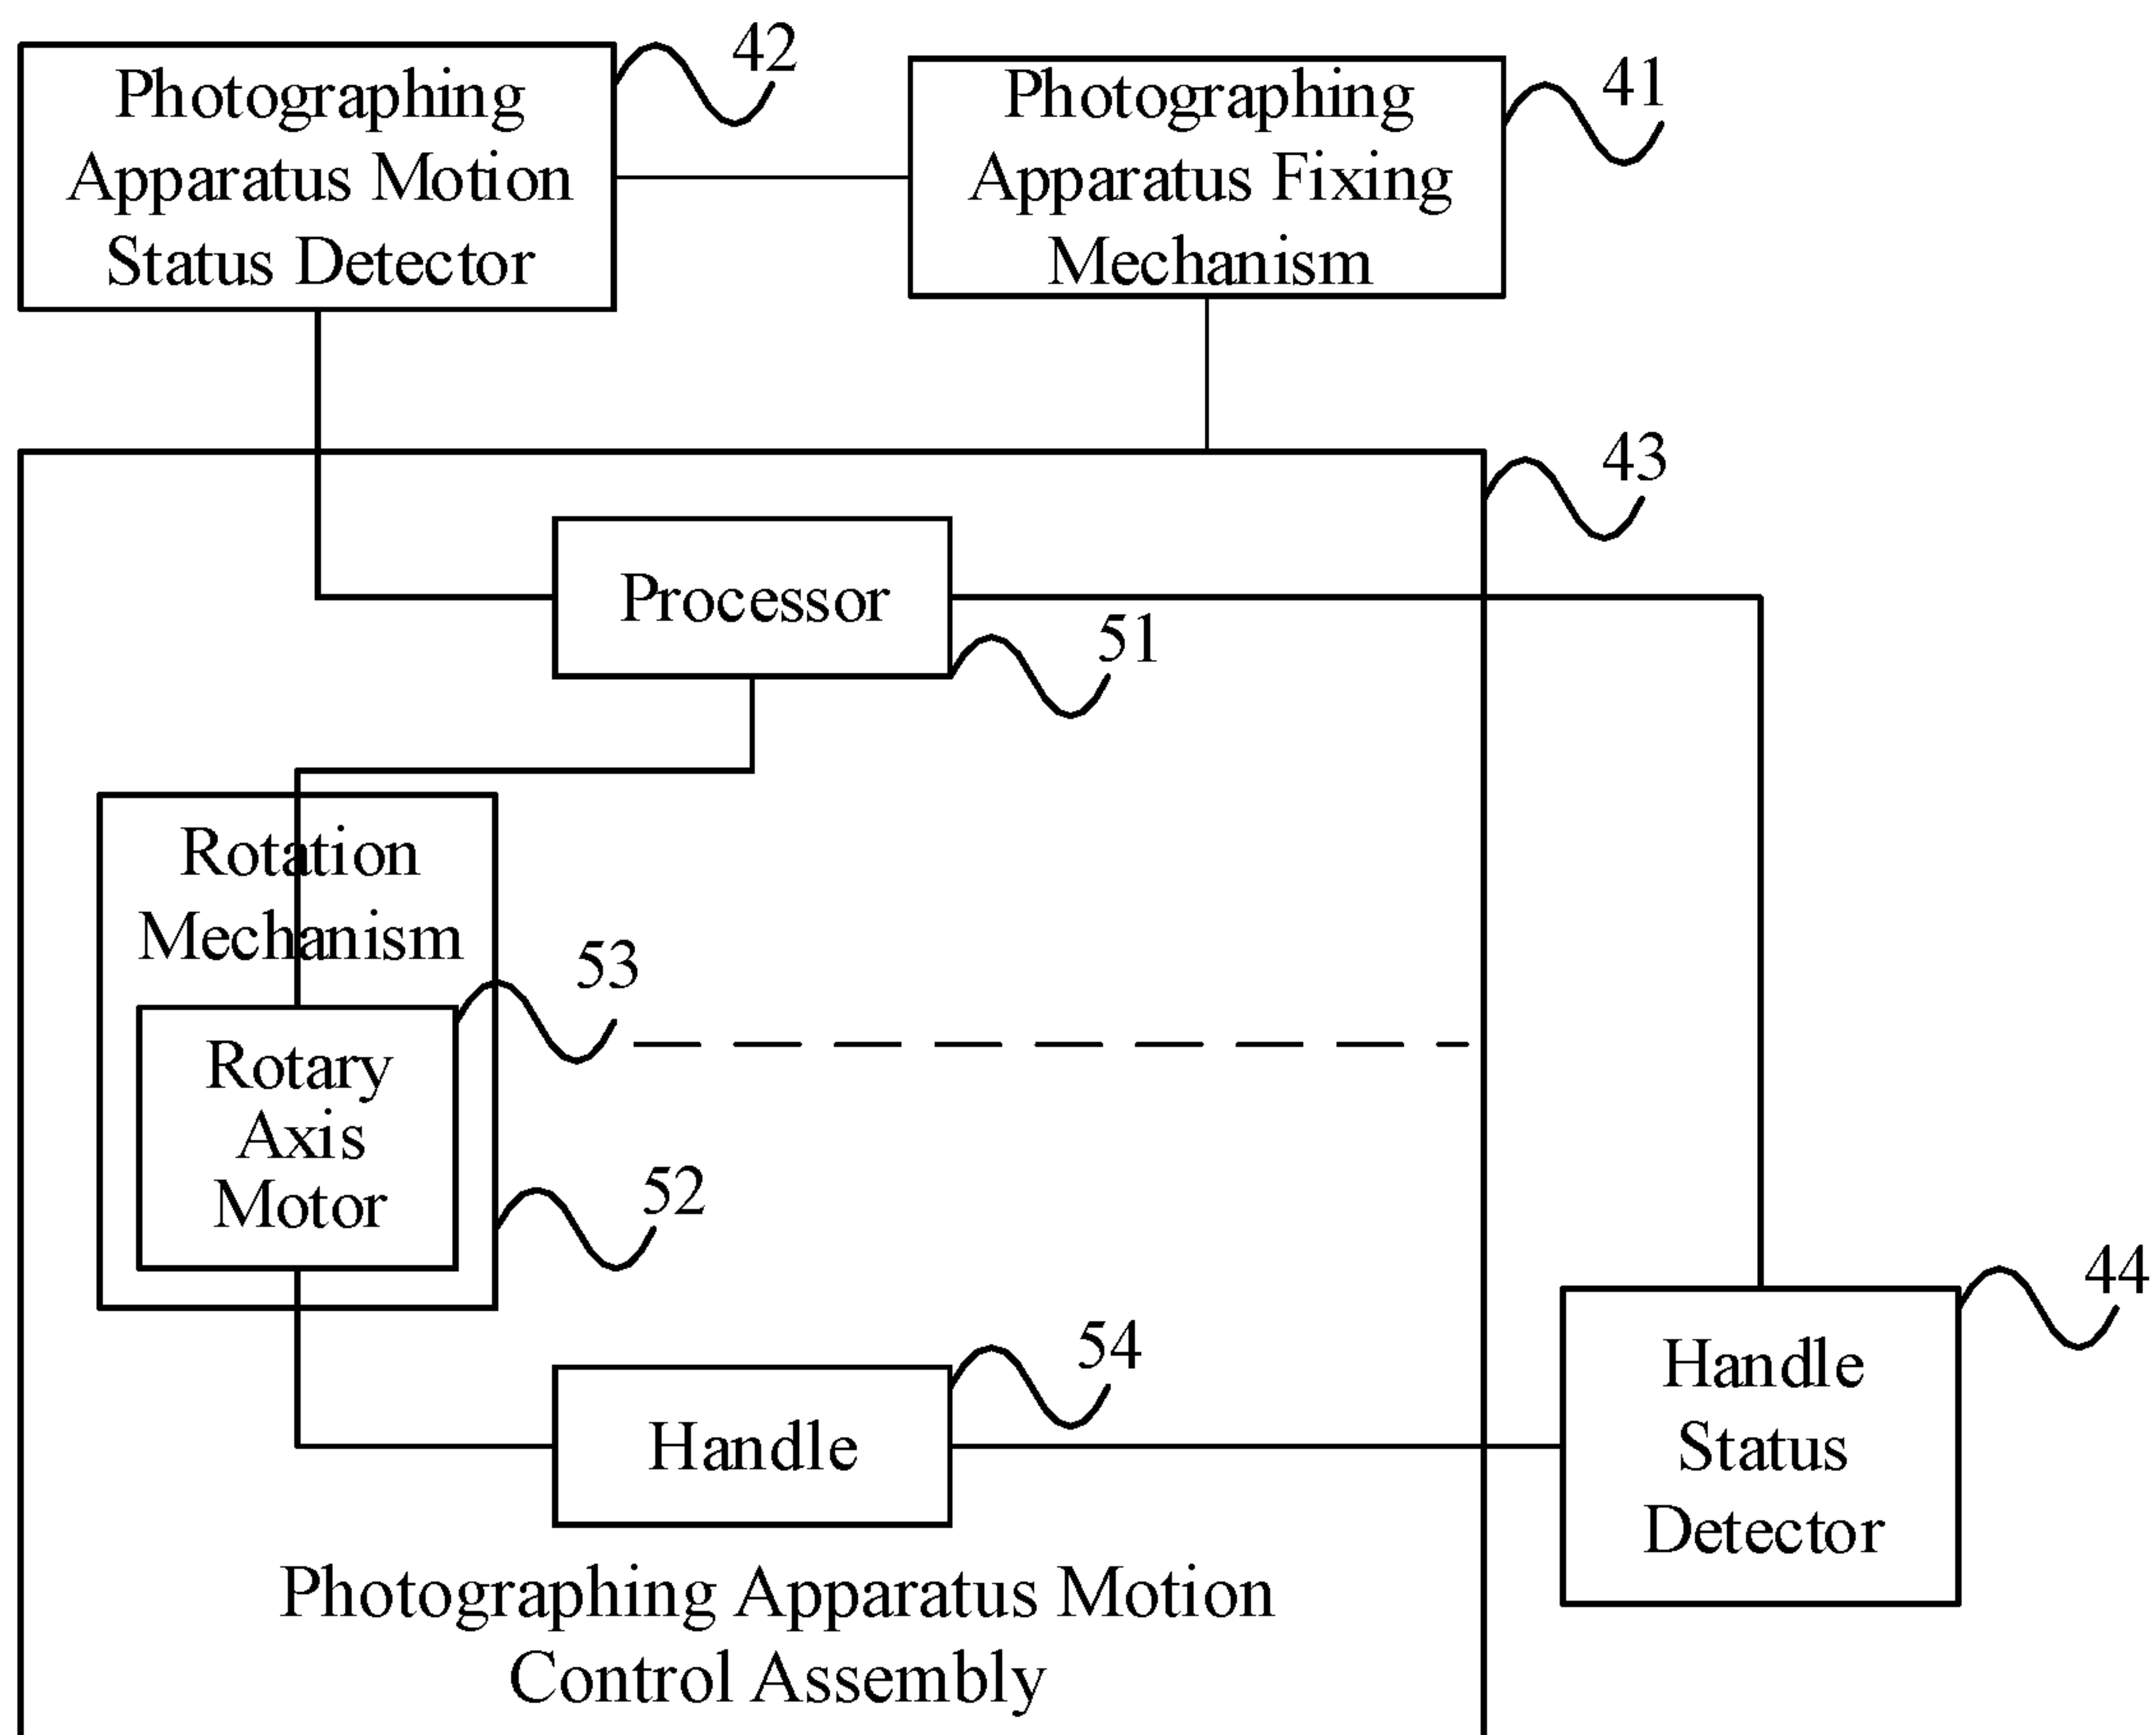 Photographing
Apparatus Motion
Status Detector
42
Photographing
Apparatus Fixing
Mechanism
41
43
Processor
51
Rotation
Mechanism
53
Rotary
Axis
Motor
52
44
54
Handle
Handle
Status
Detector
Photographing Apparatus Motion
Control Assembly